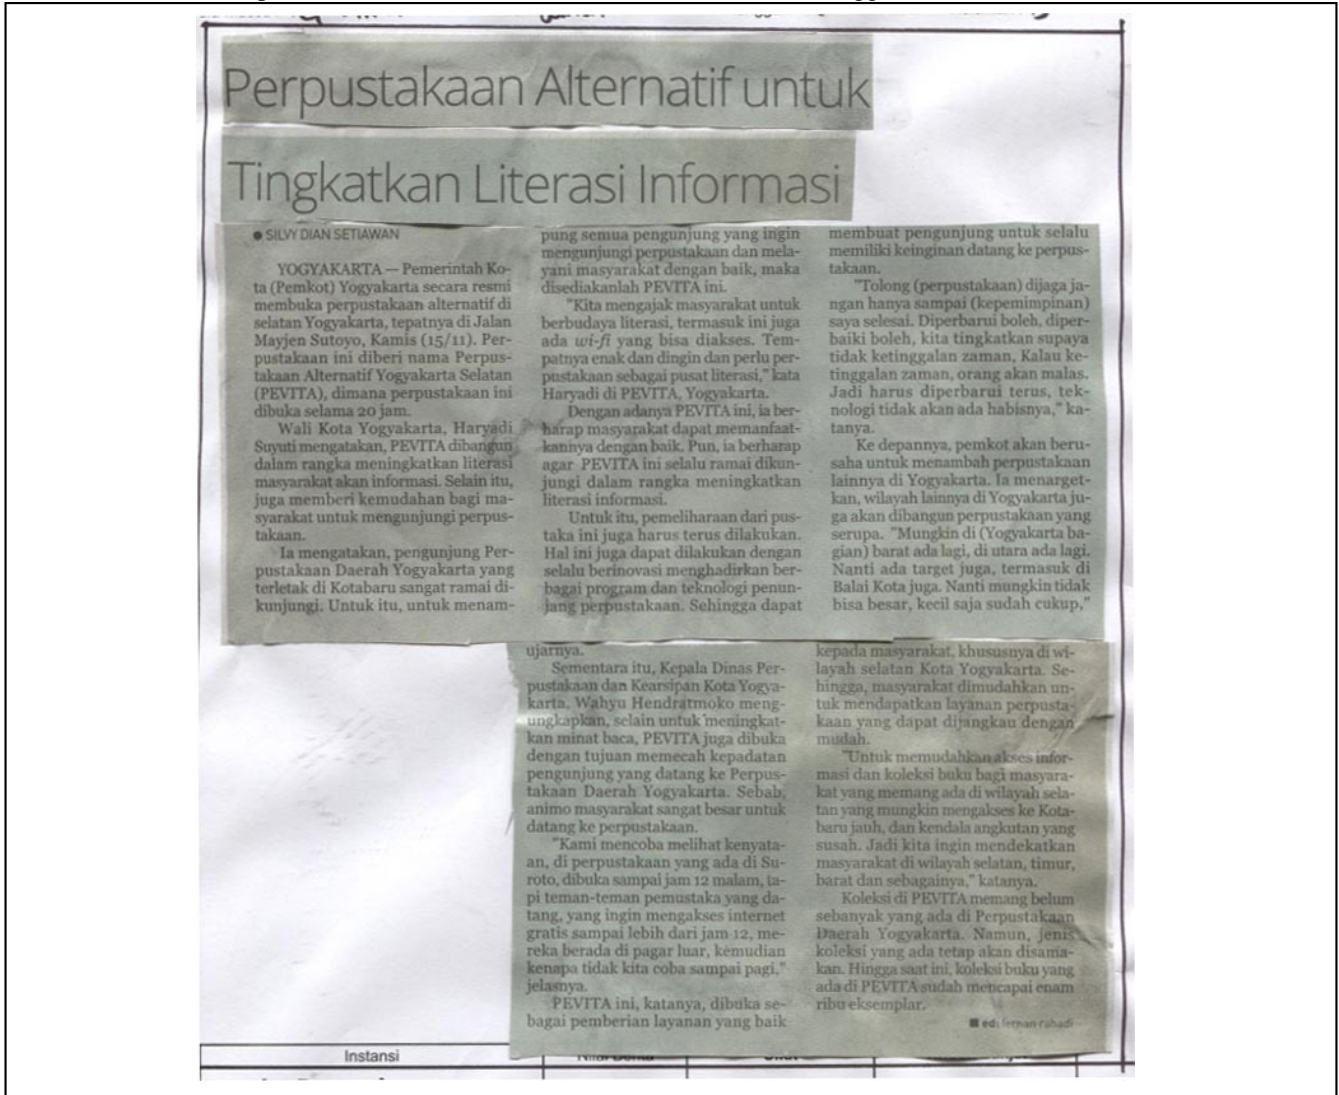 Perpustakaan Alternatif untuk
Tingkatkan Literasi Informasi
● SILVY DIAN SETIAWAN
YOGYAKARTA — Pemerintah Ko-
ta (Pemkot) Yogyakarta secara resmi
membuka perpustakaan alternatif di
selatan Yogyakarta, tepatnya di Jalan
Mayjen Sutoyo, Kamis (15/11). Per-
pustakaan ini diberi nama Perpus-
takaan Alternatif Yogyakarta Selatan
(PEVITA), dimana perpustakaan ini
dibuka selama 20 jam.
Wali Kota Yogyakarta, Haryadi
Suyuti mengatakan, PEVITA dibangun
dalam rangka meningkatkan literasi
masyarakat akan informasi. Selain itu,
juga memberi kemudahan bagi ma-
syarakat untuk mengunjungi perpus-
takaan.
Ia mengatakan, pengunjung Per-
pustakaan Daerah Yogyakarta yang
terletak di Kotabaru sangat ramai di-
kunjungi. Untuk itu, untuk menam-
pung semua pengunjung yang ingin
mengunjungi perpustakaan dan mela-
yani masyarakat dengan baik, maka
disediakanlah PEVITA ini.
"Kita mengajak masyarakat untuk
berbudaya literasi, termasuk ini juga
ada wi-fi yang bisa diakses. Tem-
patnya enak dan dingin dan perlu per-
pustakaan sebagai pusat literasi," kata
Haryadi di PEVITA, Yogyakarta.
Dengan adanya PEVITA ini, ia ber-
harap masyarakat dapat memanfaat-
kannya dengan baik. Pun, ia berharap
agar PEVITA ini selalu ramai dikun-
jungi dalam rangka meningkatkan
literasi informasi.
Untuk itu, pemeliharaan dari pus-
taka ini juga harus terus dilakukan.
Hal ini juga dapat dilakukan dengan
selalu berinovasi menghadirkan ber-
bagai program dan teknologi penun-
jang perpustakaan. Sehingga dapat
membuat pengunjung untuk selalu
memiliki keinginan datang ke perpus-
takaan.
"Tolong (perpustakaan) dijaga ja-
ngan hanya sampai (kepemimpinan)
saya selesai. Diperbarui boleh, diper-
baiki boleh, kita tingkatkan supaya
tidak ketinggalan zaman, Kalau ke-
tinggalan zaman, orang akan malas.
Jadi harus diperbarui terus, tek-
nologi tidak akan ada habisnya," ka-
tanya.
Ke depannya, pemkot akan beru-
saha untuk menambah perpustakaan
lainnya di Yogyakarta. Ia menarget-
kan, wilayah lainnya di Yogyakarta ju-
ga akan dibangun perpustakaan yang
serupa. "Mungkin di (Yogyakarta ba-
gian) barat ada lagi, di utara ada lagi.
Nanti ada target juga, termasuk di
Balai Kota juga. Nanti mungkin tidak
bisa besar, kecil saja sudah cukup,"
ujarnya.
Sementara itu, Kepala Dinas Per-
pustakaan dan Kearsipan Kota Yogya-
karta, Wahyu Hendratmoko meng-
ungkapkan, selain untuk meningkat-
kan minat baca, PEVITA juga dibuka
dengan tujuan memecah kepadatan
pengunjung yang datang ke Perpus-
takaan Daerah Yogyakarta. Sebab,
animo masyarakat sangat besar untuk
datang ke perpustakaan.
"Kami mencoba melihat kenyata-
an, di perpustakaan yang ada di Su-
roto, dibuka sampai jam 12 malam, ta-
pi teman-teman pemustaka yang da-
tang, yang ingin mengakses internet
gratis sampai lebih dari jam 12, me-
reka berada di pagar luar, kemudian
kenapa tidak kita coba sampai pagi,"
jelasnya.
PEVITA ini, katanya, dibuka se-
bagai pemberian layanan yang baik
kepada masyarakat, khususnya di wi-
layah selatan Kota Yogyakarta. Se-
hingga, masyarakat dimudahkan un-
tuk mendapatkan layanan perpusta-
kaan yang dapat dijangkau dengan
mudah.
"Untuk memudahkan akses infor-
masi dan koleksi buku bagi masyara-
kat yang memang ada di wilayah sela-
tan yang mungkin mengakses ke Kota-
baru jauh, dan kendala angkutan yang
susah. Jadi kita ingin mendekatkan
masyarakat di wilayah selatan, timur,
barat dan sebagainya," katanya.
Koleksi di PEVITA memang belum
sebanyak yang ada di Perpustakaan
Daerah Yogyakarta. Namun, jenis
koleksi yang ada tetap akan disama-
kan. Hingga saat ini, koleksi buku yang
ada di PEVITA sudah mencapai enam
ribu eksemplar.
■ ed: fernan rahadi
Instansi